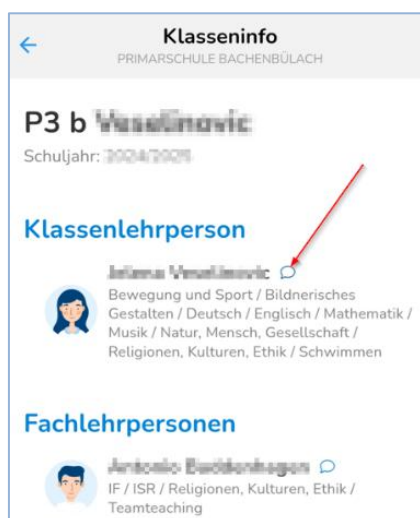 Klasseninfo
PRIMARSCHULE BACHENBÜLACH
P3 b
Schuljahr:
Klassenlehrperson
Bewegung und Sport / Bildnerisches
Gestalten / Deutsch / Englisch / Mathematik /
Musik / Natur, Mensch, Gesellschaft /
Religionen, Kulturen, Ethik / Schwimmen
Fachlehrpersonen
IF / ISR / Religionen, Kulturen, Ethik /
Teamteaching